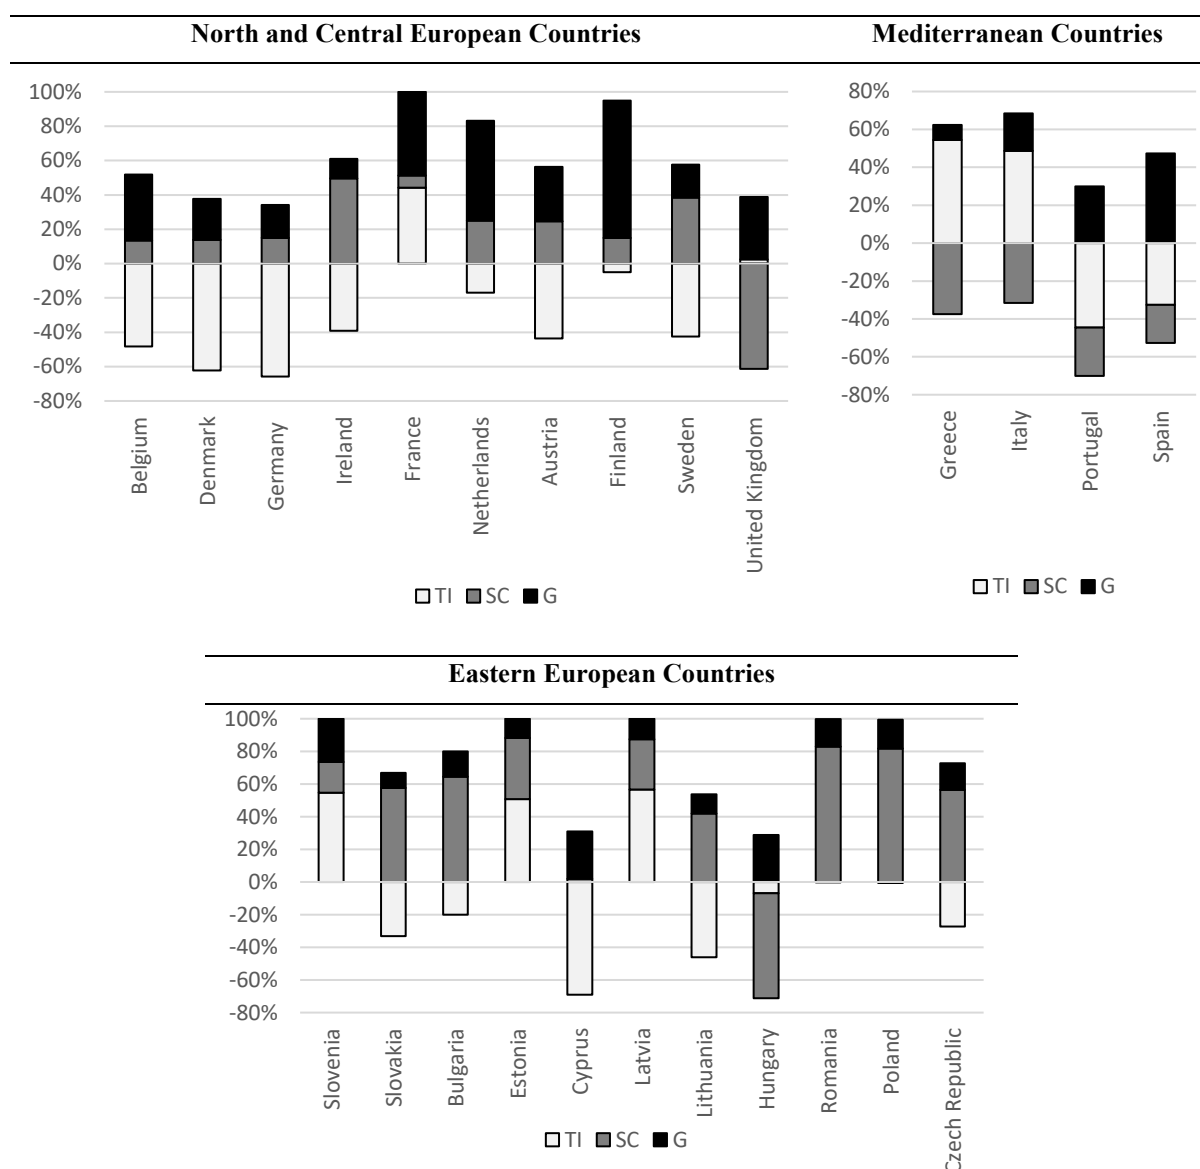 North and Central European Countries
Mediterranean Countries
100%
80%
60%
40%
20%
0%
-20%
-40%
-60%
-80%
Belgium
Denmark
Germany
Ireland
France
Netherlands
Austria
Finland
Sweden
United Kingdom
TI SC G
80%
60%
40%
20%
0%
-20%
-40%
-60%
-80%
Greece
Italy
Portugal
Spain
TI SC G
Eastern European Countries
100%
80%
60%
40%
20%
0%
-20%
-40%
-60%
-80%
Slovenia
Slovakia
Bulgaria
Estonia
Cyprus
Latvia
Lithuania
Hungary
Romania
Poland
Czech Republic
TI SC G